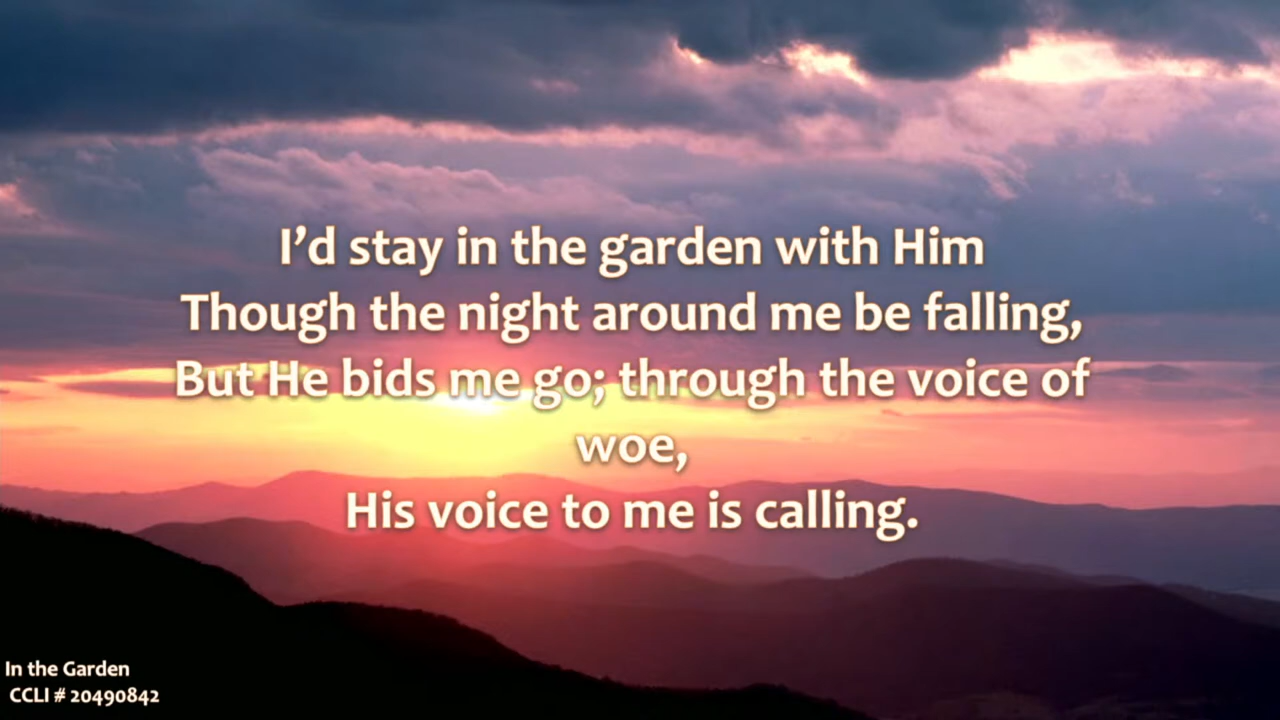 I’d stay in the garden with Him
Though the night around me be falling,
But He bids me go; through the voice of
woe,
His voice to me is calling.
In the Garden
CCLI # 20490842